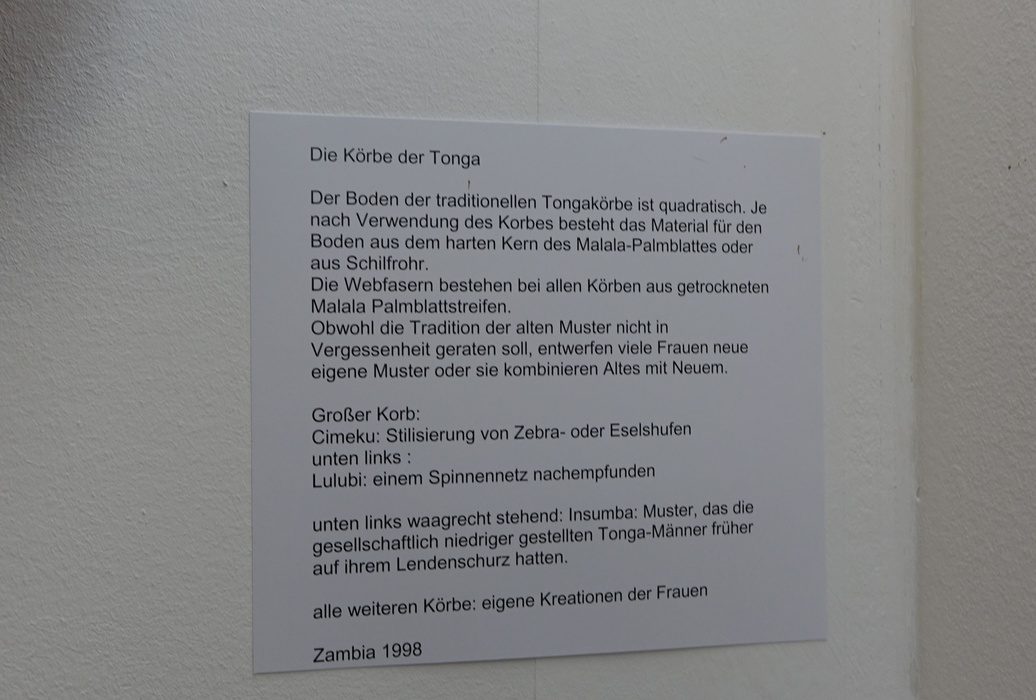 Die Körbe der Tonga
Der Boden der traditionellen Tongakörbe ist quadratisch. Je
nach Verwendung des Korbes besteht das Material für den
Boden aus dem harten Kern des Malala-Palmblattes oder
aus Schilfrohr.
Die Webfasern bestehen bei allen Körben aus getrockneten
Malala Palmblattstreifen.
Obwohl die Tradition der alten Muster nicht in
Vergessenheit geraten soll, entwerfen viele Frauen neue
eigene Muster oder sie kombinieren Altes mit Neuem.
Großer Korb:
Cimeku: Stilisierung von Zebra- oder Eselshufen
unten links :
Lulubi: einem Spinnennetz nachempfunden
unten links waagrecht stehend: Insumba: Muster, das die
gesellschaftlich niedriger gestellten Tonga-Männer früher
auf ihrem Lendenschurz hatten.
alle weiteren Körbe: eigene Kreationen der Frauen
Zambia 1998